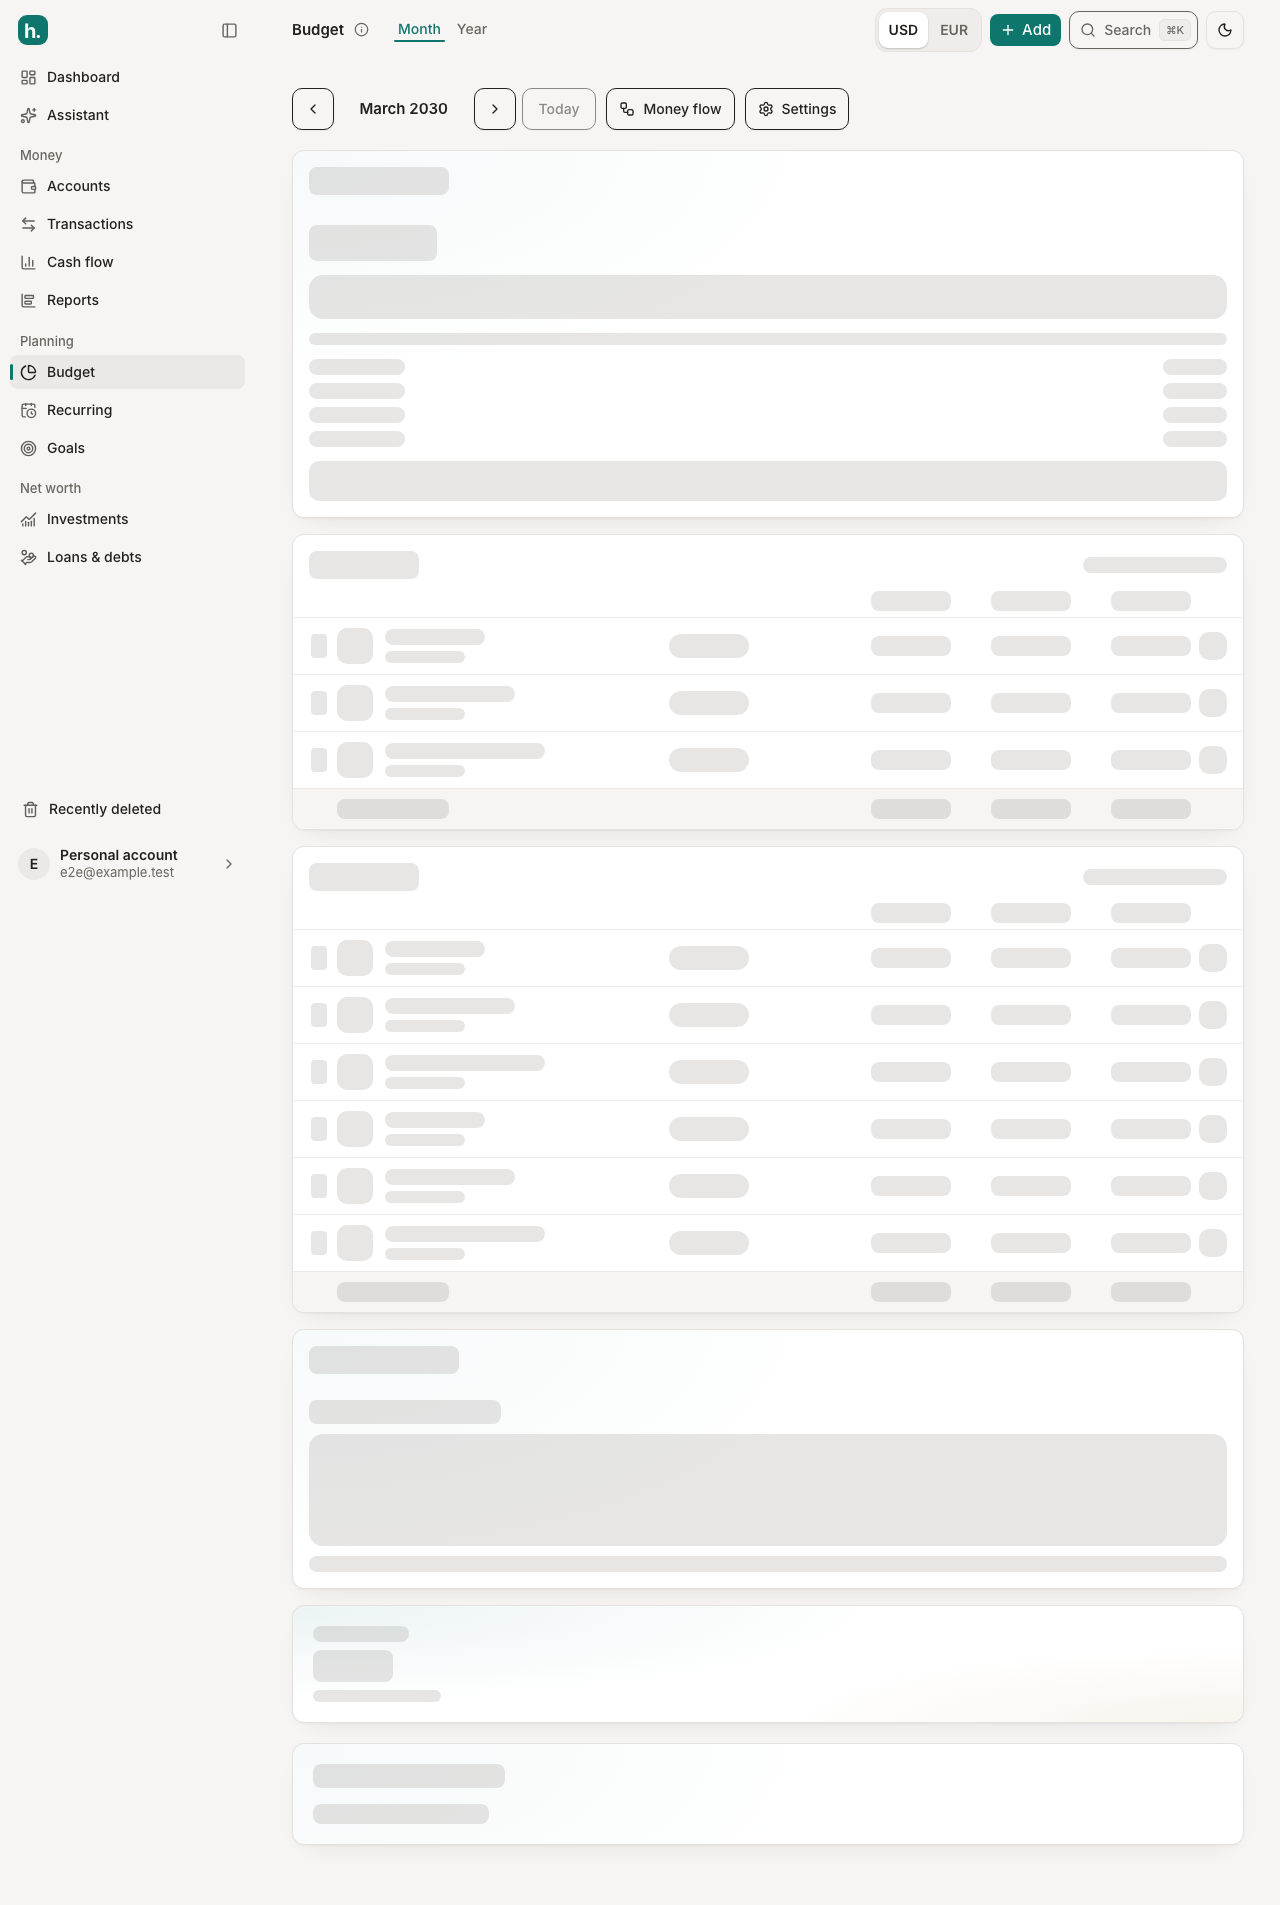 h.
Dashboard
Assistant
Money
Accounts
Transactions
Cash flow
Reports
Planning
Budget
Recurring
Goals
Net worth
Investments
Loans & debts
Recently deleted
E
Personal account
e2e@example.test
Budget
Month
Year
USD
EUR
Add
Search
⌘K
March 2030
Today
Money flow
Settings